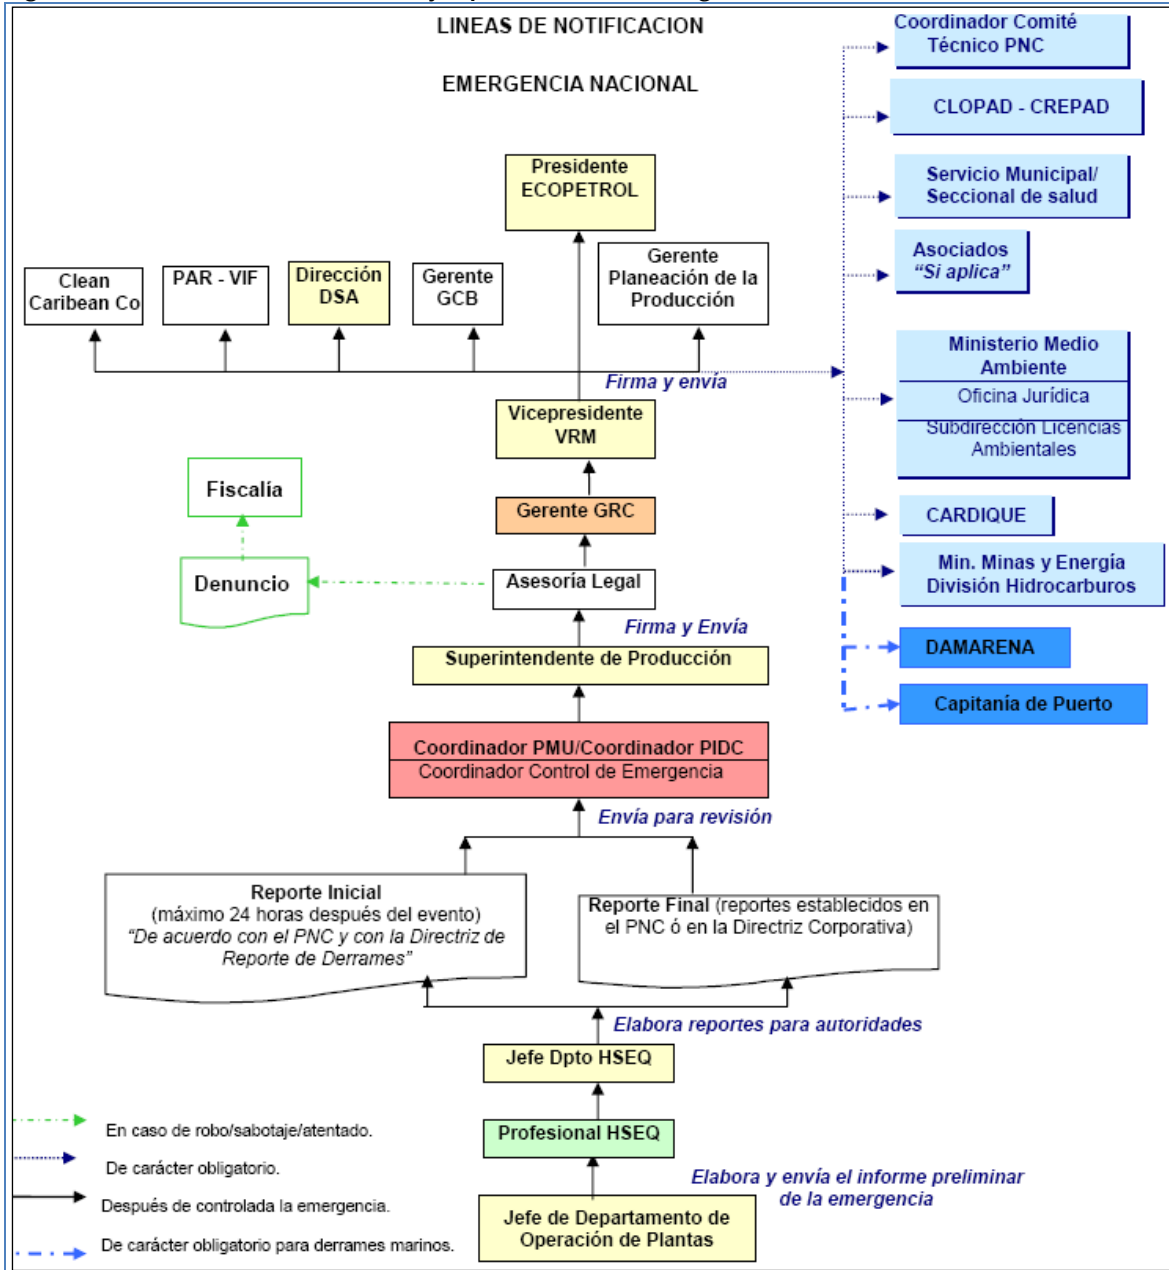 LINEAS DE NOTIFICACION
EMERGENCIA NACIONAL
Coordinador Comité
Técnico PNC
CLOPAD - CREPAD
Servicio Municipal/
Seccional de salud
Asociados
“Si aplica”
Ministerio Medio
Ambiente
Oficina Jurídica
Subdirección Licencias
Ambientales
CARDIQUE
Min. Minas y Energía
División Hidrocarburos
DAMARENA
Capitanía de Puerto
Presidente
ECOPETROL
Clean
Caribean Co
PAR - VIF
Dirección
DSA
Gerente
GCB
Gerente
Planeación de la
Producción
Firma y envía
Vicepresidente
VRM
Fiscalía
Gerente GRC
Denuncio
Asesoría Legal
Firma y Envía
Superintendente de Producción
Coordinador PMU/Coordinador PIDC
Coordinador Control de Emergencia
Envía para revisión
Reporte Inicial
(máximo 24 horas después del evento)
“De acuerdo con el PNC y con la Directriz de
Reporte de Derrames”
Reporte Final (reportes establecidos en
el PNC ó en la Directriz Corporativa)
Elabora reportes para autoridades
Jefe Dpto HSEQ
Profesional HSEQ
Elabora y envía el informe preliminar
de la emergencia
Jefe de Departamento de
Operación de Plantas
En caso de robo/sabotaje/atentado.
De carácter obligatorio.
Después de controlada la emergencia.
De carácter obligatorio para derrames marinos.